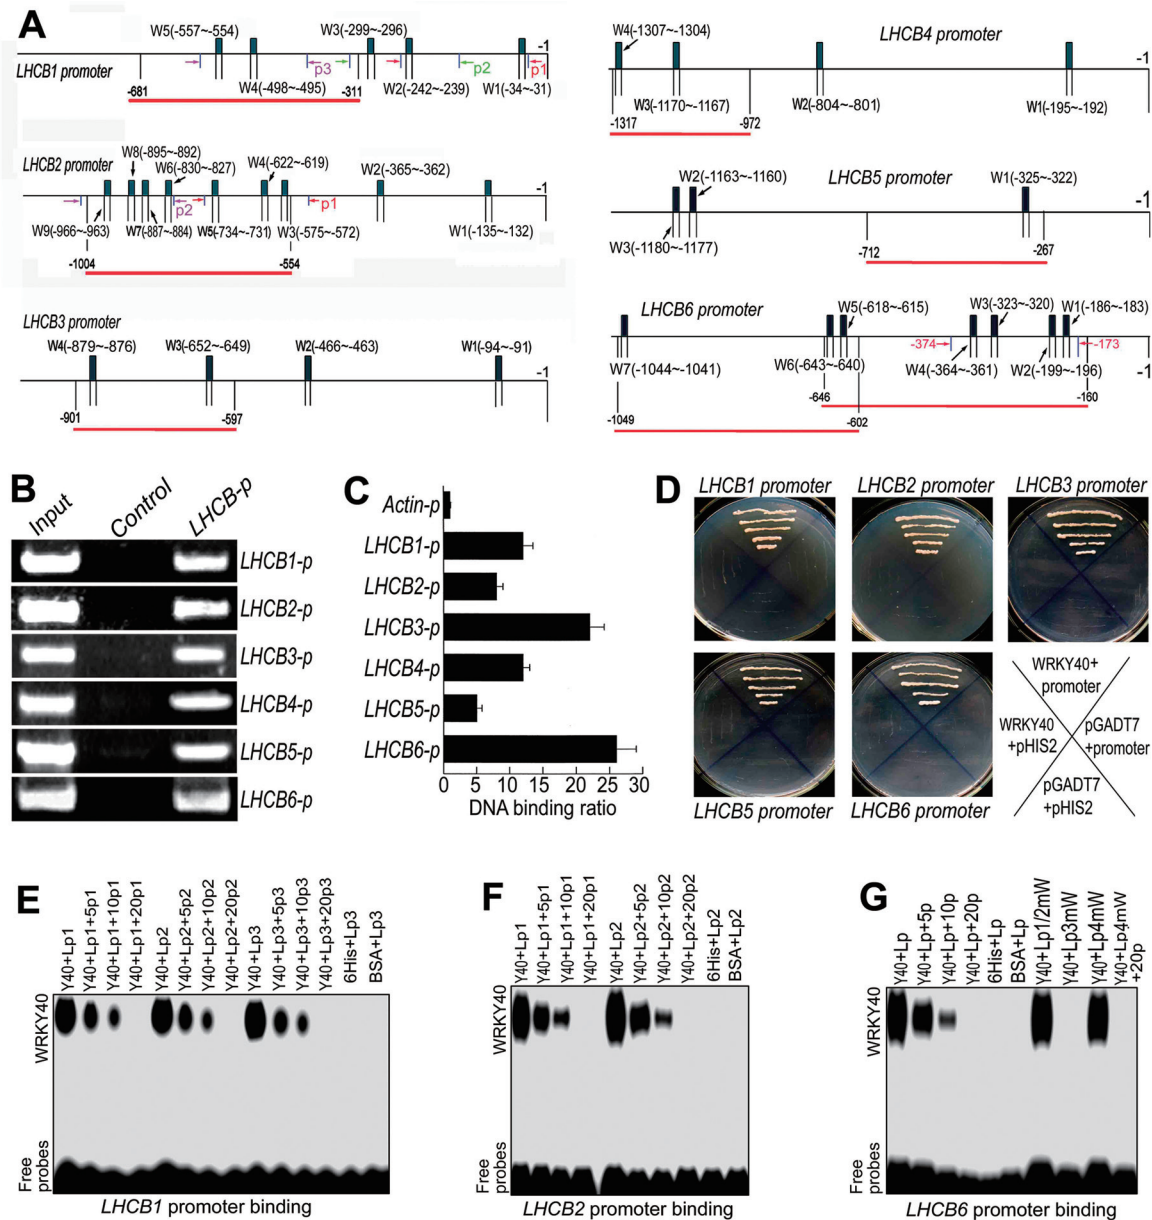 A
W5(-557~-554)
W3(-299~-296)
-1
LHCB1 promoter
p3
p2
p1
-681
W4(-498~-495)
-311
W2(-242~-239)
W1(-34~-31)
LHCB2 promoter
W8(-895~-892)
W6(-830~-827)
W4(-622~-619)
W2(-365~-362)
-1
p2
p1
W9(-966~-963)
W7(-887~-884)
W5(-734~-731)
W3(-575~-572)
W1(-135~-132)
-1004
-554
LHCB3 promoter
W4(-879~-876)
W3(-652~-649)
W2(-466~-463)
W1(-94~-91)
-1
-901
-597
W4(-1307~-1304)
LHCB4 promoter
-1
W3(-1170~-1167)
W2(-804~-801)
W1(-195~-192)
-1317
-972
W2(-1163~-1160)
LHCB5 promoter
W1(-325~-322)
-1
W3(-1180~-1177)
-712
-267
LHCB6 promoter
W5(-618~-615)
W3(-323~-320)
W1(-186~-183)
-374
-173
W7(-1044~-1041)
W6(-643~-640)
W4(-364~-361)
W2(-199~-196)
-1
-646
-160
-1049
-602
B
Input
Control
LHCB-p
LHCB1-p
LHCB2-p
LHCB3-p
LHCB4-p
LHCB5-p
LHCB6-p
C
Actin-p
LHCB1-p
LHCB2-p
LHCB3-p
LHCB4-p
LHCB5-p
LHCB6-p
0 5 10 15 20 25 30
DNA binding ratio
D
LHCB1 promoter
LHCB2 promoter
LHCB3 promoter
LHCB5 promoter
LHCB6 promoter
WRKY40+
promoter
WRKY40
+pHIS2
pGADT7
+promoter
pGADT7
+pHIS2
E
Y40+Lp1
Y40+Lp1+5p1
Y40+Lp1+10p1
Y40+Lp1+20p1
Y40+Lp2
Y40+Lp2+5p2
Y40+Lp2+10p2
Y40+Lp2+20p2
Y40+Lp3
Y40+Lp3+5p3
Y40+Lp3+10p3
Y40+Lp3+20p3
6His+Lp3
BSA+Lp3
WRKY40
Free
probes
LHCB1 promoter binding
F
Y40+Lp1
Y40+Lp1+5p1
Y40+Lp1+10p1
Y40+Lp1+20p1
Y40+Lp2
Y40+Lp2+5p2
Y40+Lp2+10p2
Y40+Lp2+20p2
6His+Lp2
BSA+Lp2
WRKY40
Free
probes
LHCB2 promoter binding
G
Y40+Lp
Y40+Lp+5p
Y40+Lp+10p
Y40+Lp+20p
6His+Lp
BSA+Lp
Y40+Lp1/2mW
Y40+Lp3mW
Y40+Lp4mW
Y40+Lp4mW
+20p
WRKY40
Free
probes
LHCB6 promoter binding